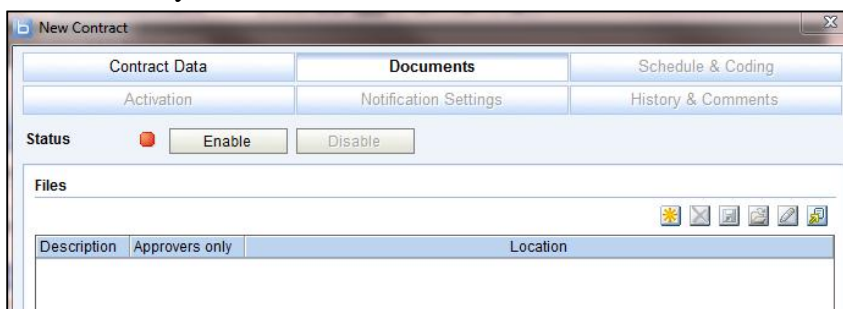 New Contract
Contract Data Documents Schedule & Coding
Activation Notification Settings History & Comments
Status Enable Disable
Files
Description Approvers only Location